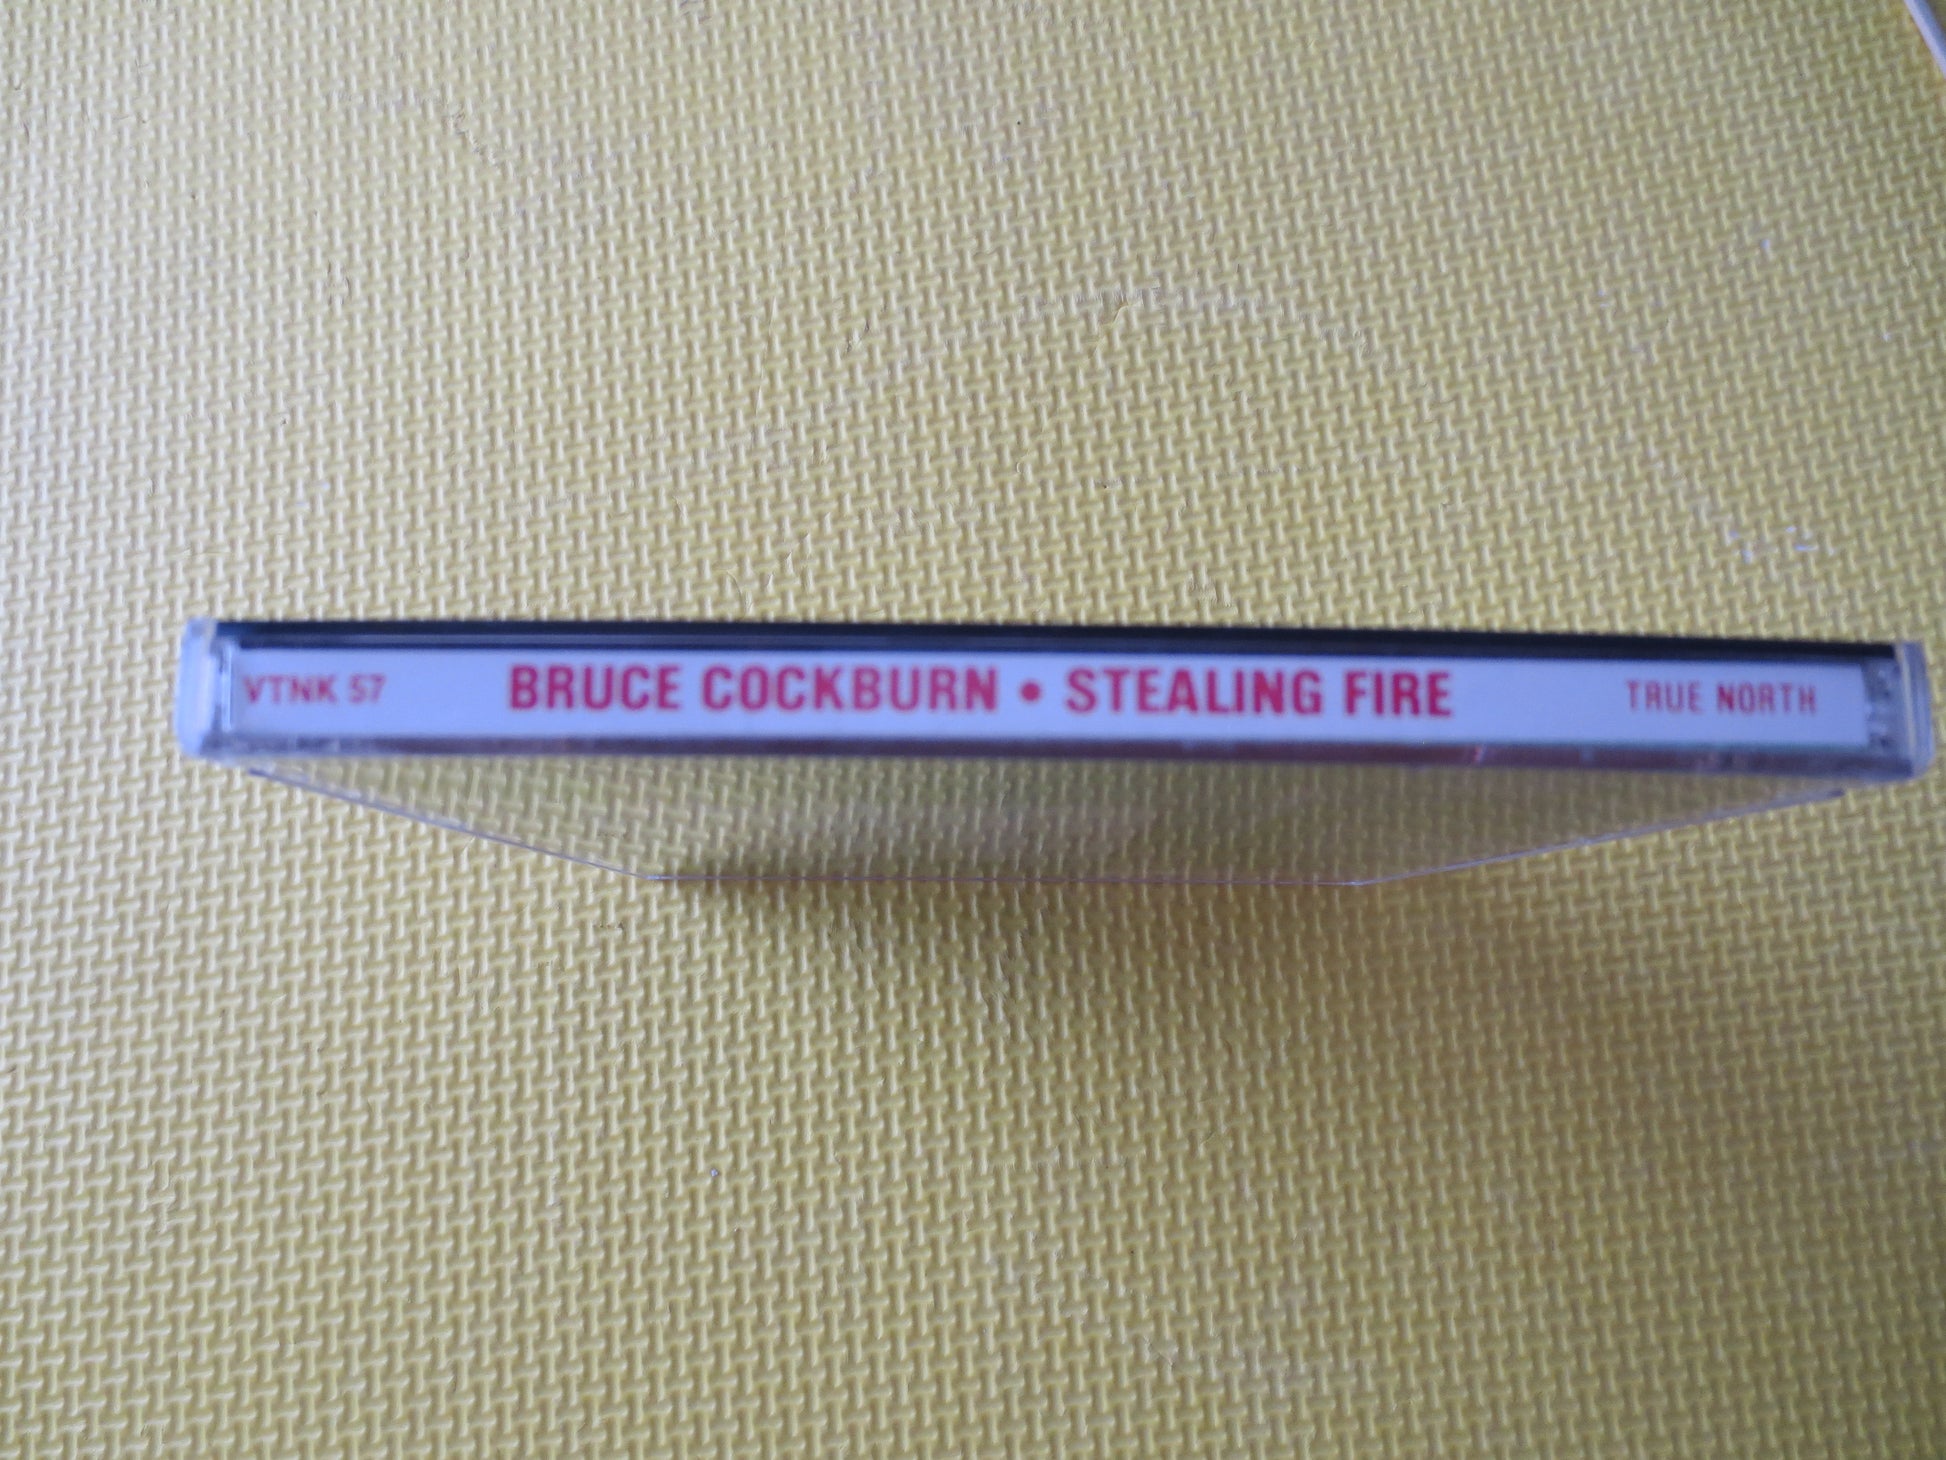 VTNK 57 BRUCE COCKBURN • STEALING FIRE TRUE NORTH